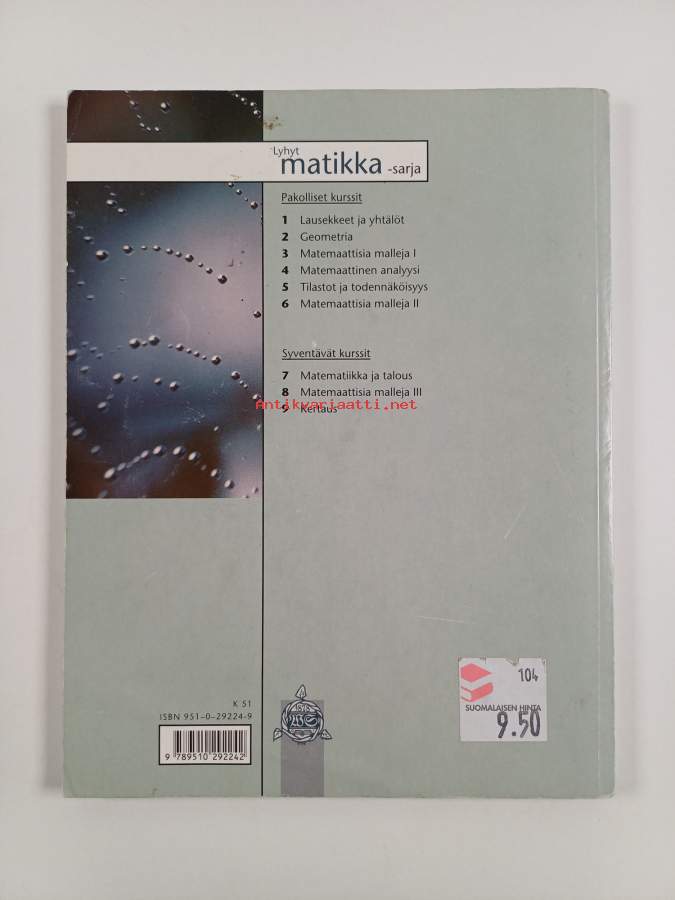 Lyhyt
matikka -sarja
Pakolliset kurssit
1 Lausekkeet ja yhtälöt
2 Geometria
3 Matemaattisia malleja I
4 Matemaattinen analyysi
5 Tilastot ja todennäköisyys
6 Matemaattisia malleja II
Syventävät kurssit
7 Matematiikka ja talous
8 Matemaattisia malleja III
Antikvariaatti.net
9 Kertaus
K 51
ISBN 951-0-29224-9
9 789510 292242
WS
104
SUOMALAISEN HINTA
9.50